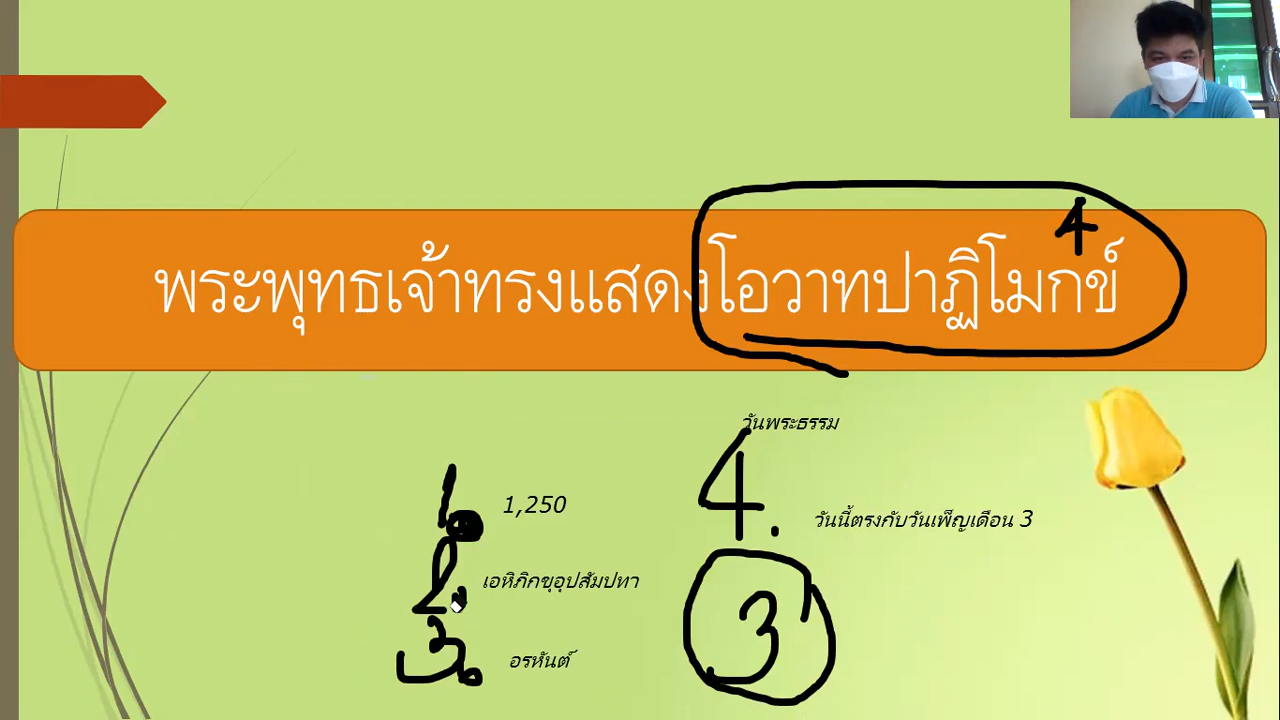 พระพุทธเจ้าทรงแสดงโอวาทปาฏิโมกข์
4
วันพระธรรม
1. 1,250
4. วันนี้ตรงกับวันเพ็ญเดือน 3
2. เอหิภิกขุอุปสัมปทา
3
3. อรหันต์